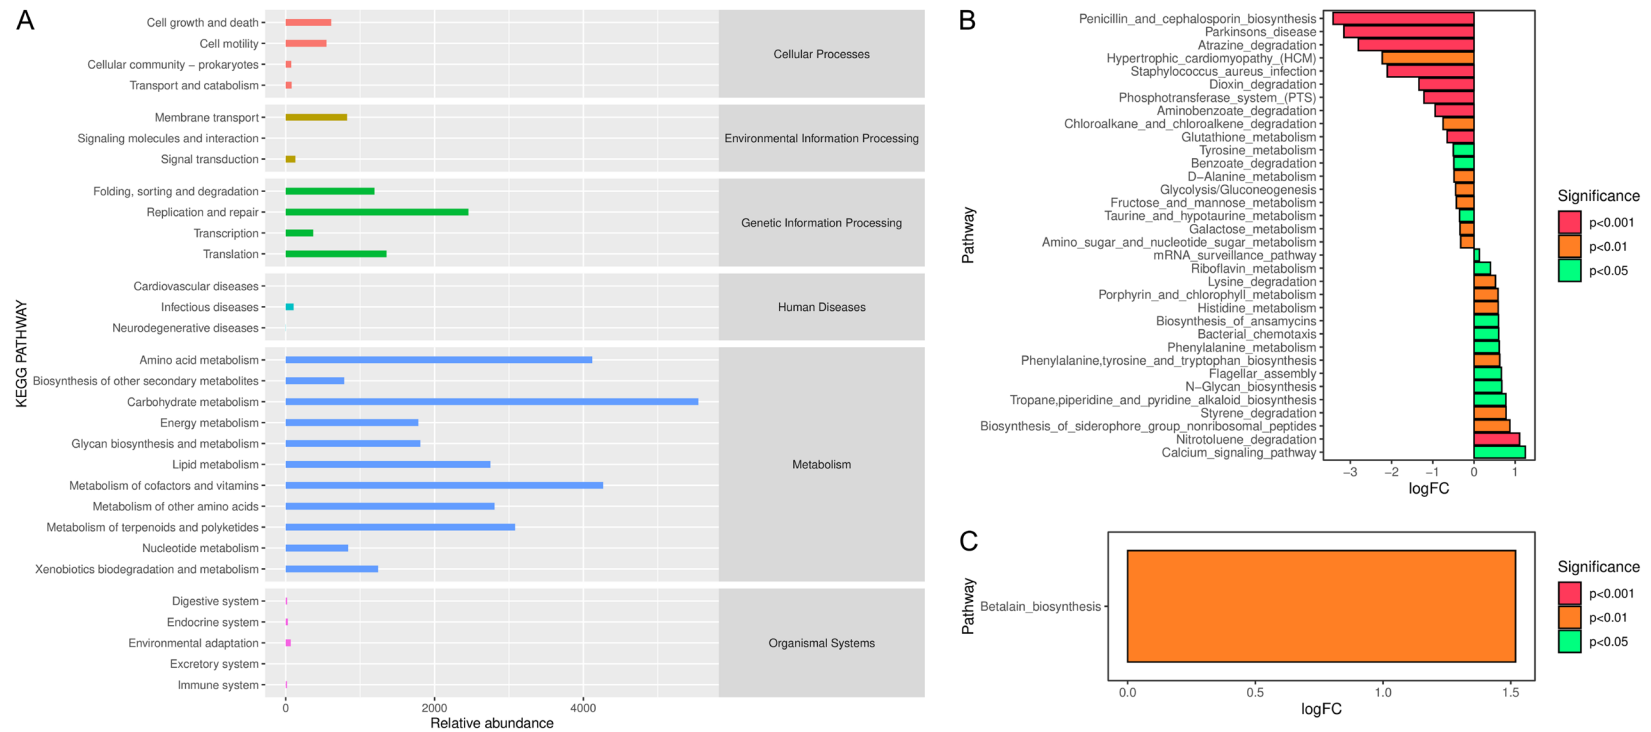 A
KEGG PATHWAY
Cell growth and death
Cell motility
Cellular community – prokaryotes
Transport and catabolism
Cellular Processes
Membrane transport
Signaling molecules and interaction
Signal transduction
Environmental Information Processing
Folding, sorting and degradation
Replication and repair
Transcription
Translation
Genetic Information Processing
Cardiovascular diseases
Infectious diseases
Neurodegenerative diseases
Human Diseases
Amino acid metabolism
Biosynthesis of other secondary metabolites
Carbohydrate metabolism
Energy metabolism
Glycan biosynthesis and metabolism
Lipid metabolism
Metabolism of cofactors and vitamins
Metabolism of other amino acids
Metabolism of terpenoids and polyketides
Nucleotide metabolism
Xenobiotics biodegradation and metabolism
Metabolism
Digestive system
Endocrine system
Environmental adaptation
Excretory system
Immune system
Organismal Systems
0 2000 4000
Relative abundance
B
Pathway
Penicillin_and_cephalosporin_biosynthesis
Parkinsons_disease
Atrazine_degradation
Hypertrophic_cardiomyopathy_(HCM)
Staphylococcus_aureus_infection
Dioxin_degradation
Phosphotransferase_system_(PTS)
Aminobenzoate_degradation
Chloroalkane_and_chloroalkene_degradation
Glutathione_metabolism
Tyrosine_metabolism
Benzoate_degradation
D−Alanine_metabolism
Glycolysis/Gluconeogenesis
Fructose_and_mannose_metabolism
Taurine_and_hypotaurine_metabolism
Galactose_metabolism
Amino_sugar_and_nucleotide_sugar_metabolism
mRNA_surveillance_pathway
Riboflavin_metabolism
Lysine_degradation
Porphyrin_and_chlorophyll_metabolism
Histidine_metabolism
Biosynthesis_of_ansamycins
Bacterial_chemotaxis
Phenylalanine_metabolism
Phenylalanine,tyrosine_and_tryptophan_biosynthesis
Flagellar_assembly
N−Glycan_biosynthesis
Tropane,piperidine_and_pyridine_alkaloid_biosynthesis
Styrene_degradation
Biosynthesis_of_siderophore_group_nonribosomal_peptides
Nitrotoluene_degradation
Calcium_signaling_pathway
−3 −2 −1 0 1
logFC
Significance
p<0.001
p<0.01
p<0.05
C
Pathway
Betalain_biosynthesis
0.0 0.5 1.0 1.5
logFC
Significance
p<0.001
p<0.01
p<0.05